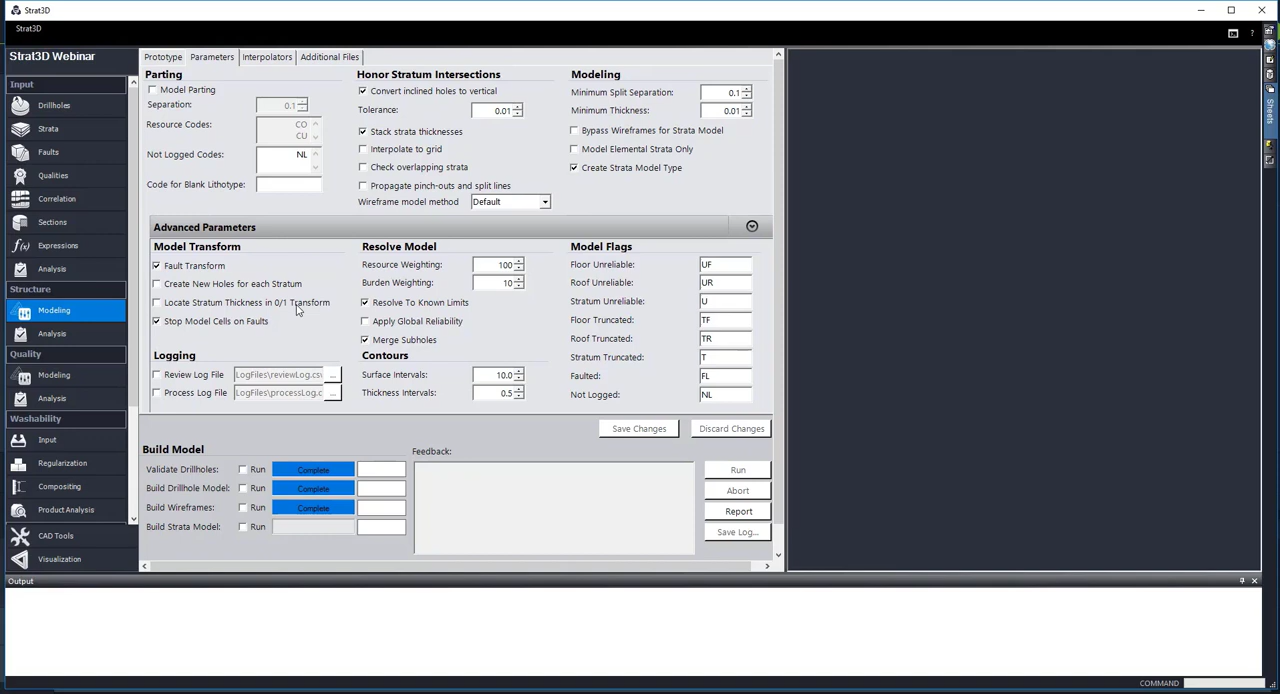 Strat3D
Strat3D
Strat3D Webinar
Input
Drillholes
Strata
Faults
Qualities
Correlation
Sections
f(x) Expressions
Analysis
Structure
Modeling
Analysis
Quality
Modeling
Analysis
Washability
Input
Regularization
Compositing
Product Analysis
CAD Tools
Visualization
Prototype Parameters Interpolators Additional Files
Parting
Model Parting
Separation: 0.1
Resource Codes: CO
CU
Not Logged Codes: NL
Code for Blank Lithotype:
Honor Stratum Intersections
Convert inclined holes to vertical
Tolerance: 0.01
Stack strata thicknesses
Interpolate to grid
Check overlapping strata
Propagate pinch-outs and split lines
Wireframe model method Default
Modeling
Minimum Split Separation: 0.1
Minimum Thickness: 0.01
Bypass Wireframes for Strata Model
Model Elemental Strata Only
Create Strata Model Type
Advanced Parameters
Model Transform
Fault Transform
Create New Holes for each Stratum
Locate Stratum Thickness in 0/1 Transform
Stop Model Cells on Faults
Logging
Review Log File LogFiles\reviewLog.cs ...
Process Log File LogFiles\processLog.c ...
Resolve Model
Resource Weighting: 100
Burden Weighting: 10
Resolve To Known Limits
Apply Global Reliability
Merge Subholes
Contours
Surface Intervals: 10.0
Thickness Intervals: 0.5
Model Flags
Floor Unreliable: UF
Roof Unreliable: UR
Stratum Unreliable: U
Floor Truncated: TF
Roof Truncated: TR
Stratum Truncated: T
Faulted: FL
Not Logged: NL
Save Changes Discard Changes
Build Model
Validate Drillholes: Run Complete
Build Drillhole Model: Run Complete
Build Wireframes: Run Complete
Build Strata Model: Run
Feedback:
Run
Abort
Report
Save Log...
Sheets
Output
COMMAND